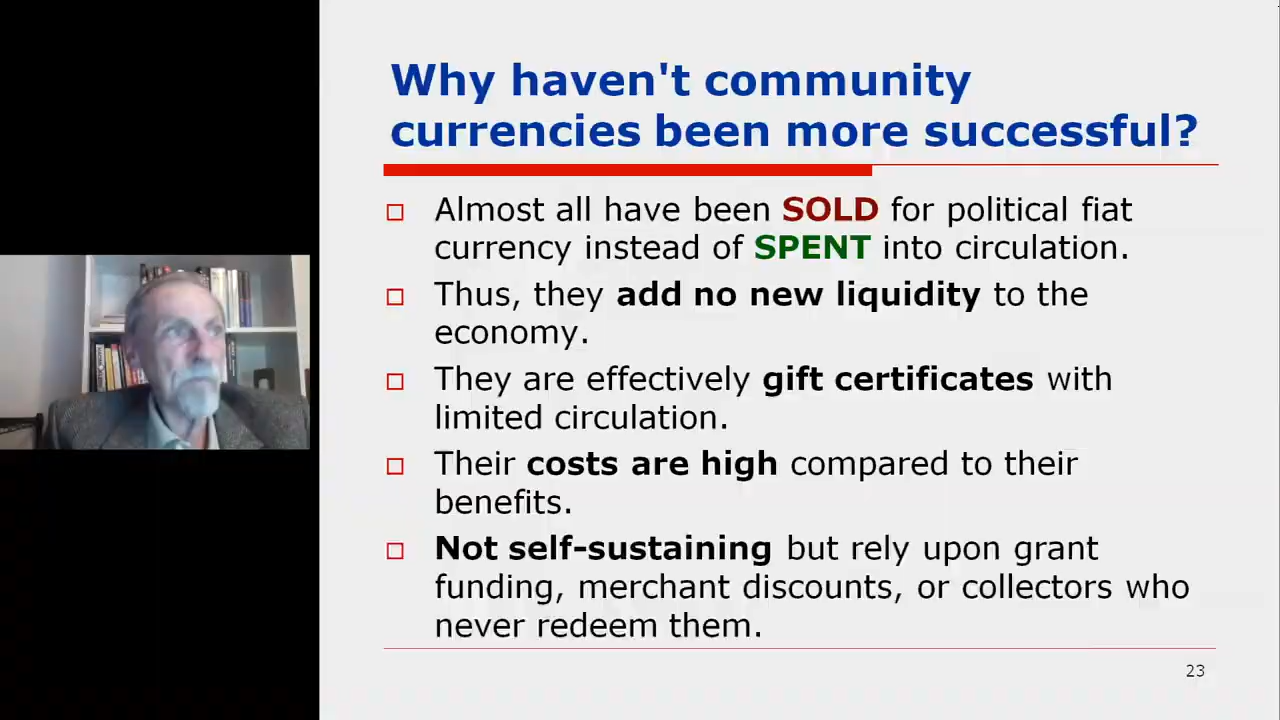 Why haven't community
currencies been more successful?
Almost all have been SOLD for political fiat
currency instead of SPENT into circulation.
Thus, they add no new liquidity to the
economy.
They are effectively gift certificates with
limited circulation.
Their costs are high compared to their
benefits.
Not self-sustaining but rely upon grant
funding, merchant discounts, or collectors who
never redeem them.
23